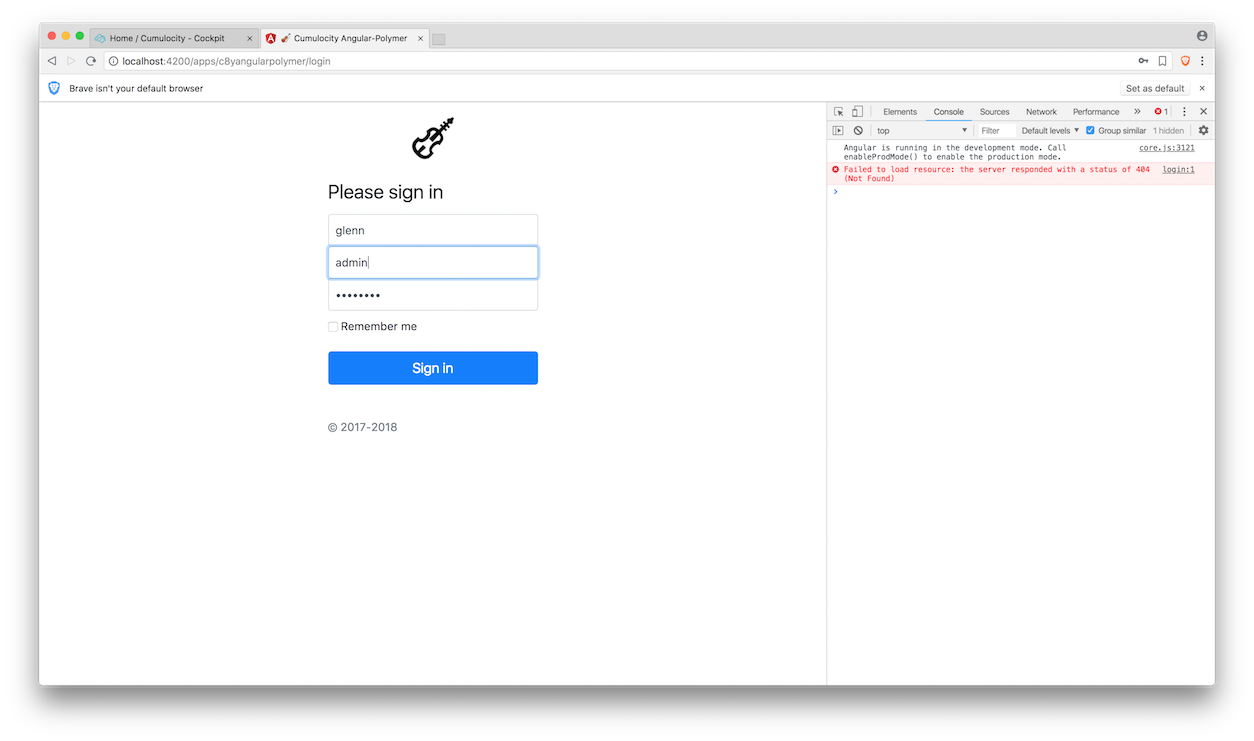 Home / Cumulocity - Cockpit
Cumulocity Angular-Polymer
localhost:4200/apps/c8yangularpolymer/login
Brave isn't your default browser
Set as default
Please sign in
glenn
admin
••••••••
Remember me
Sign in
© 2017-2018
Elements Console Sources Network Performance » 1
top Filter Default levels Group similar 1 hidden
Angular is running in the development mode. Call core.js:3121
enableProdMode() to enable the production mode.
Failed to load resource: the server responded with a status of 404 login:1
(Not Found)